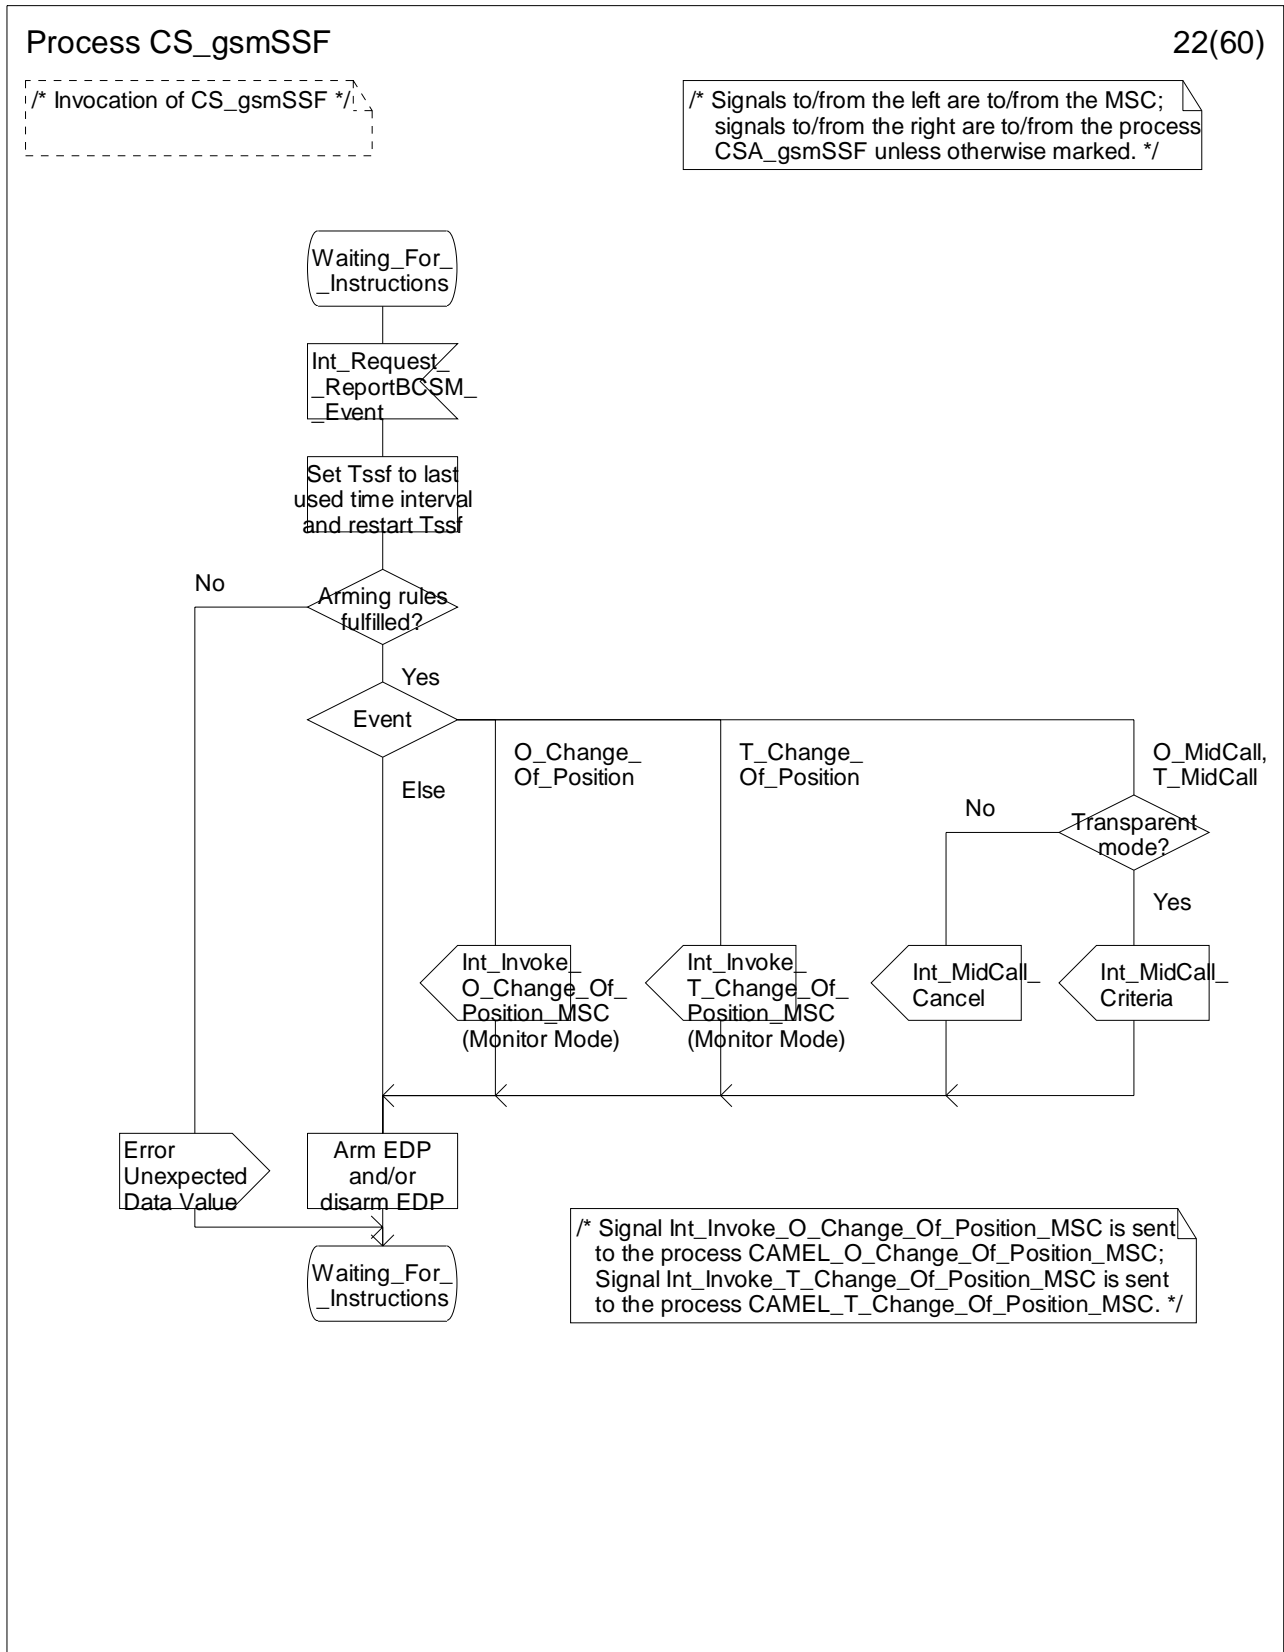 Process CS_gsmSSF
22(60)
/* Invocation of CS_gsmSSF */
/* Signals to/from the left are to/from the MSC;
signals to/from the right are to/from the process
CSA_gsmSSF unless otherwise marked. */
Waiting_For_
_Instructions
Int_Request_
_ReportBCSM_
_Event
Set Tssf to last
used time interval
and restart Tssf
No
Arming rules
fulfilled?
Yes
Event
O_Change_
Of_Position
T_Change_
Of_Position
O_MidCall,
T_MidCall
Else
No
Transparent
mode?
Yes
Int_Invoke_
O_Change_Of_
Position_MSC
(Monitor Mode)
Int_Invoke_
T_Change_Of_
Position_MSC
(Monitor Mode)
Int_MidCall_
Cancel
Int_MidCall_
Criteria
Error
Unexpected
Data Value
Arm EDP
and/or
disarm EDP
/* Signal Int_Invoke_O_Change_Of_Position_MSC is sent
to the process CAMEL_O_Change_Of_Position_MSC;
Signal Int_Invoke_T_Change_Of_Position_MSC is sent
to the process CAMEL_T_Change_Of_Position_MSC. */
Waiting_For_
_Instructions